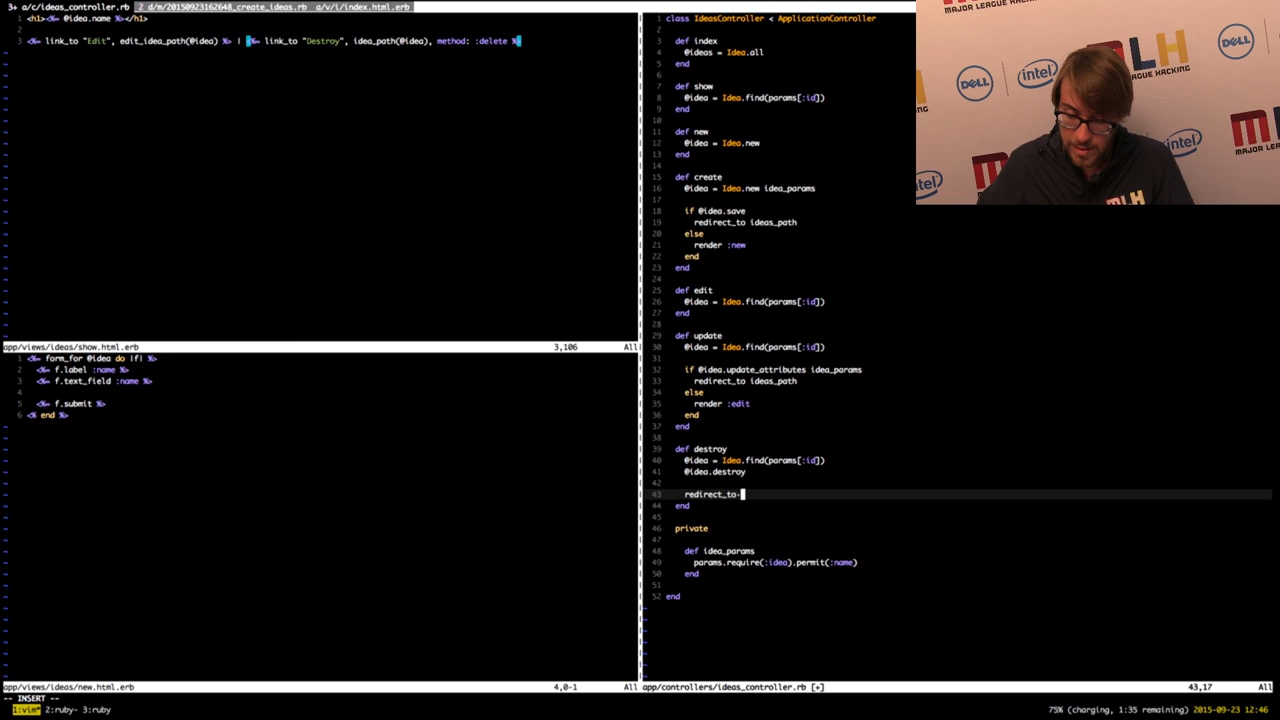 3+ a/c/ideas_controller.rb  2 d/m/20150923162648_create_ideas.rb  a/v/i/index.html.erb
1 <h1><%= @idea.name %></h1>
2
3 <%= link_to "Edit", edit_idea_path(@idea) %> | <%= link_to "Destroy", idea_path(@idea), method: :delete %>
app/views/ideas/show.html.erb 3,106 All
1 <%= form_for @idea do |f| %>
2 <%= f.label :name %>
3 <%= f.text_field :name %>
4
5 <%= f.submit %>
6 <% end %>
app/views/ideas/new.html.erb 4,0-1 All
1 class IdeasController < ApplicationController
2
3 def index
4 @ideas = Idea.all
5 end
6
7 def show
8 @idea = Idea.find(params[:id])
9 end
10
11 def new
12 @idea = Idea.new
13 end
14
15 def create
16 @idea = Idea.new idea_params
17
18 if @idea.save
19 redirect_to ideas_path
20 else
21 render :new
22 end
23 end
24
25 def edit
26 @idea = Idea.find(params[:id])
27 end
28
29 def update
30 @idea = Idea.find(params[:id])
31
32 if @idea.update_attributes idea_params
33 redirect_to ideas_path
34 else
35 render :edit
36 end
37 end
38
39 def destroy
40 @idea = Idea.find(params[:id])
41 @idea.destroy
42
43 redirect_to
44 end
45
46 private
47
48 def idea_params
49 params.require(:idea).permit(:name)
50 end
51
52 end
app/controllers/ideas_controller.rb [+] 43,17 All
-- INSERT --
1:vim* 2:ruby- 3:ruby 75% (charging, 1:35 remaining) 2015-09-23 12:46
MAJOR LEAGUE HACKING
DELL
intel
MLH
MAJOR LEAGUE HACKING
DELL
intel
intel
MLH